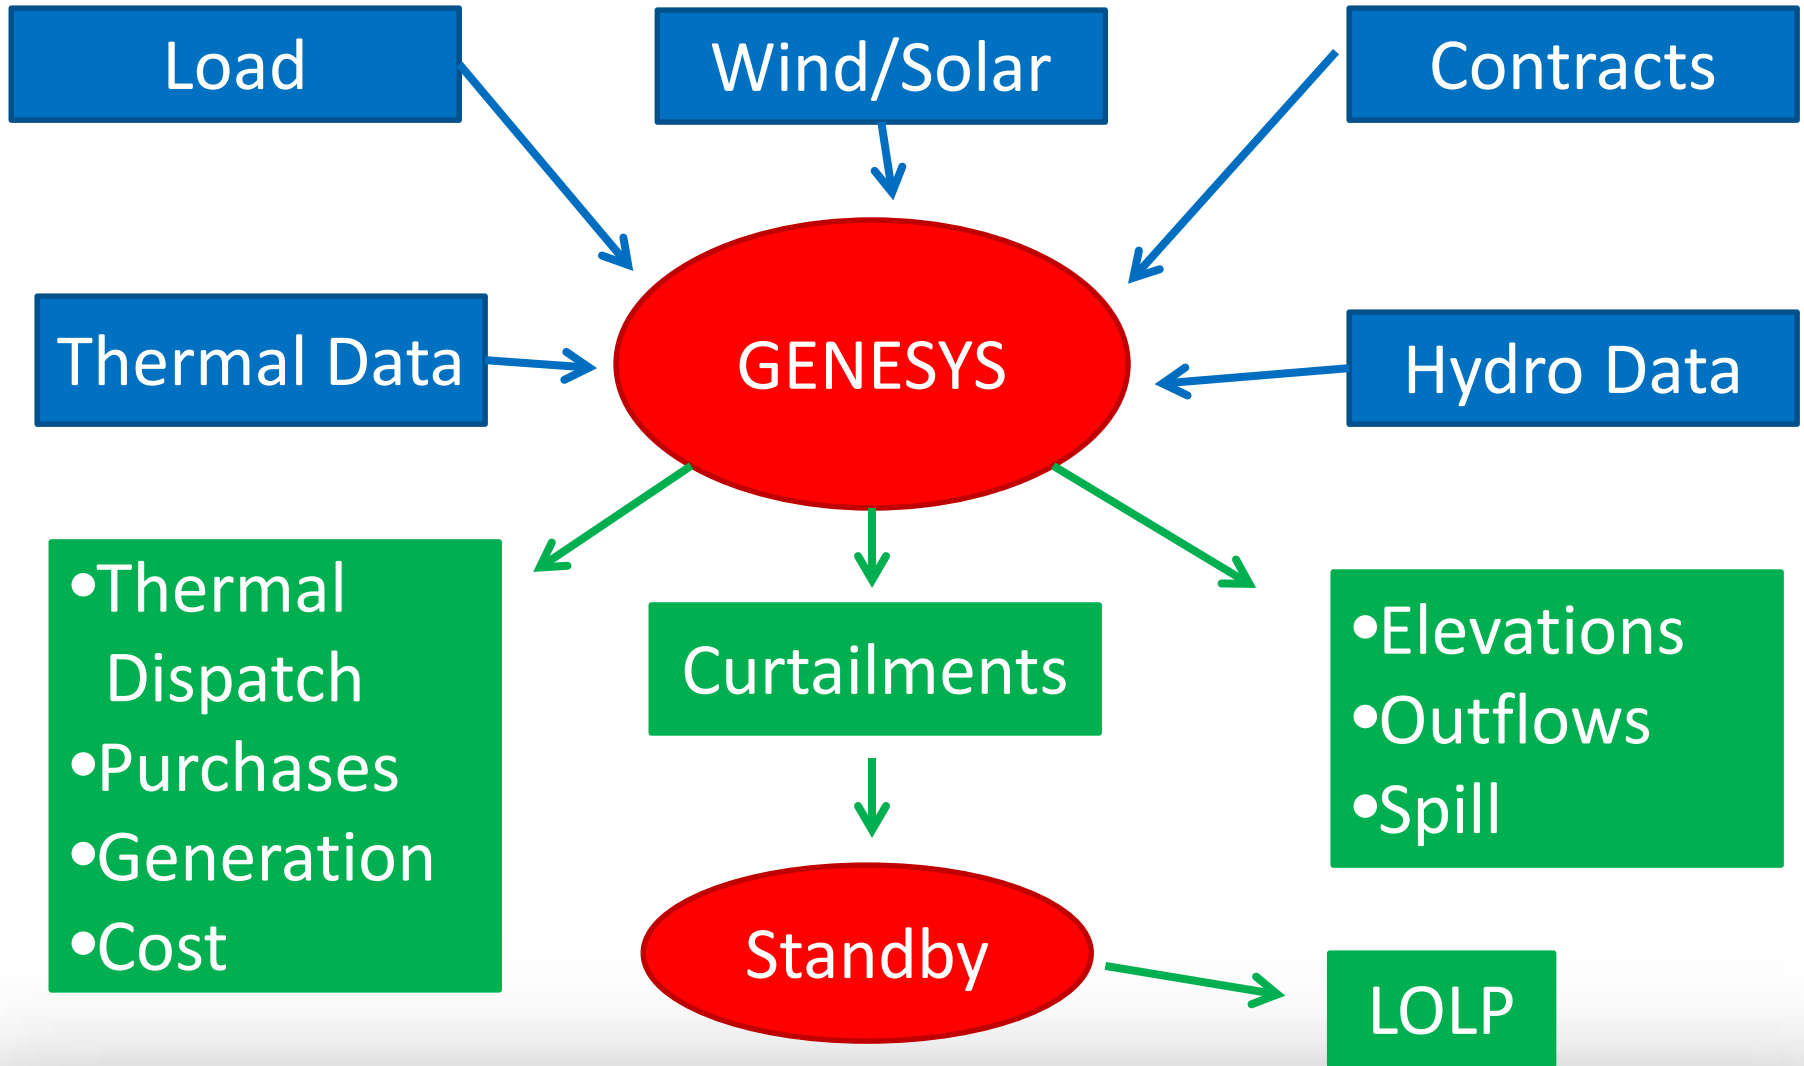 Load
Wind/Solar
Contracts
Thermal Data
GENESYS
Hydro Data
•Thermal
Dispatch
•Purchases
•Generation
•Cost
Curtailments
•Elevations
•Outflows
•Spill
Standby
LOLP